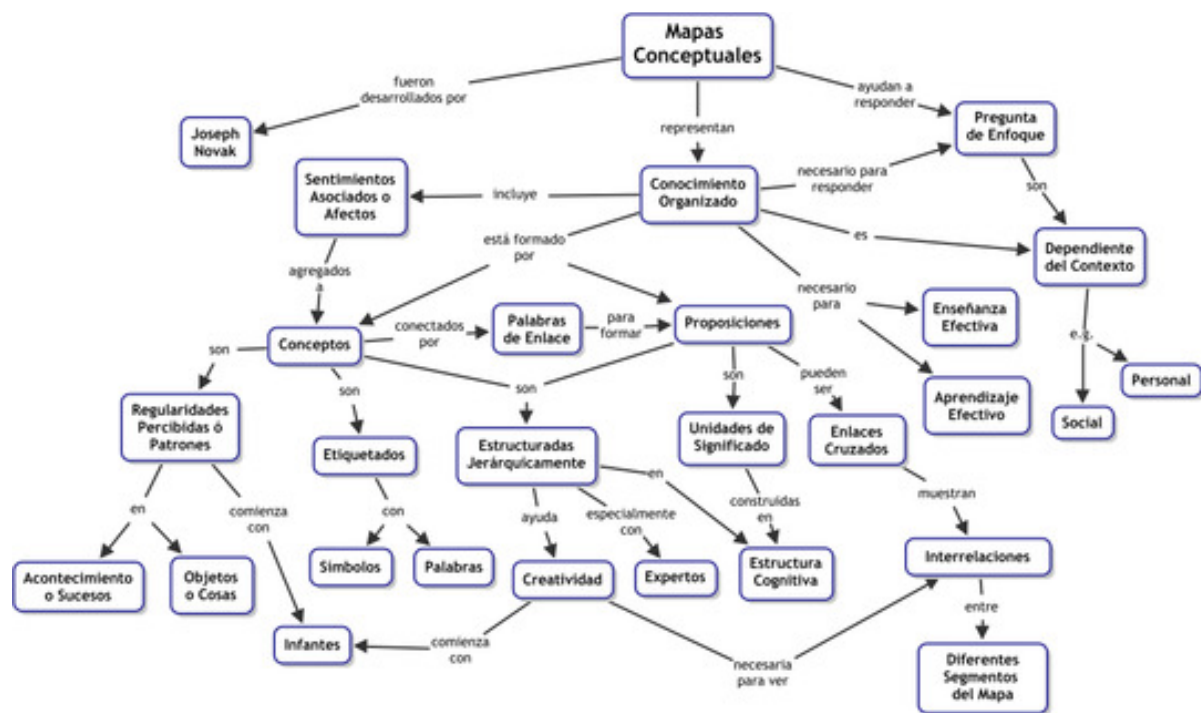 Mapas
Conceptuales
fueron
desarrollados por
ayudan a
responder
representan
Joseph
Novak
Pregunta
de Enfoque
Sentimientos
Asociados o
Afectos
incluye
Conocimiento
Organizado
necesario para
responder
son
está formado
por
es
Dependiente
del Contexto
agregados
a
necesario
para
Enseñanza
Efectiva
conectados
por
Palabras
de Enlace
para
formar
Proposiciones
son
Conceptos
e.g.
Personal
son
son
son
pueden
ser
Aprendizaje
Efectivo
Social
Regularidades
Percibidas ó
Patrones
Etiquetados
Estructuradas
Jerárquicamente
Unidades de
Significado
Enlaces
Cruzados
en
comienza
con
con
ayuda
especialmente
con
en
construidas
en
muestran
Acontecimiento
o Sucesos
Objetos
o Cosas
Símbolos
Palabras
Creatividad
Expertos
Estructura
Cognitiva
Interrelaciones
Infantes
comienza
con
necesaria
para ver
entre
Diferentes
Segmentos
del Mapa